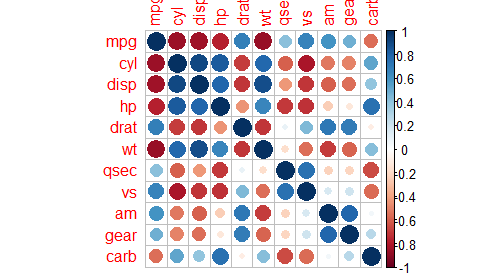 mpg cyl disp hp drat wt qsec vs am gear carb
mpg
cyl
disp
hp
drat
wt
qsec
vs
am
gear
carb
1
0.8
0.6
0.4
0.2
0
-0.2
-0.4
-0.6
-0.8
-1